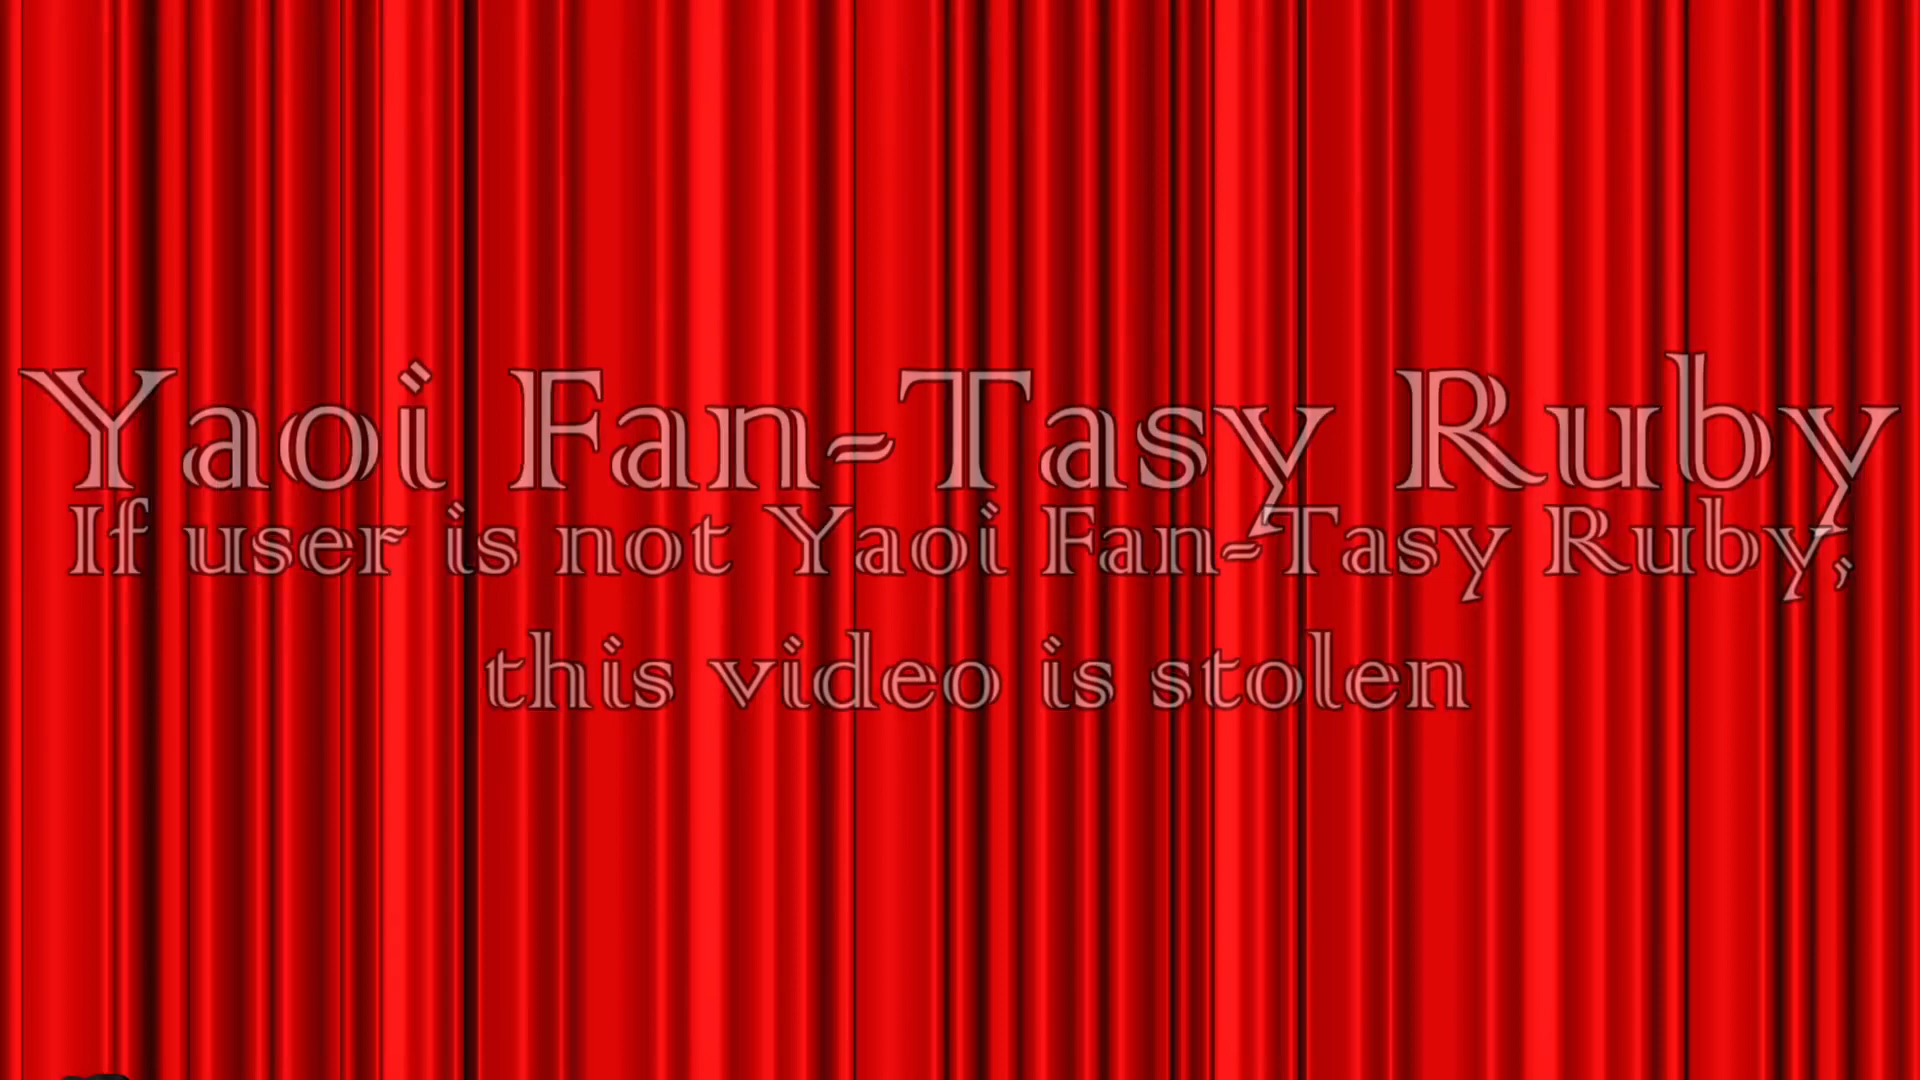 Yaoi Fan-Tasy Ruby
If user is not Yaoi Fan-Tasy Ruby,
this video is stolen